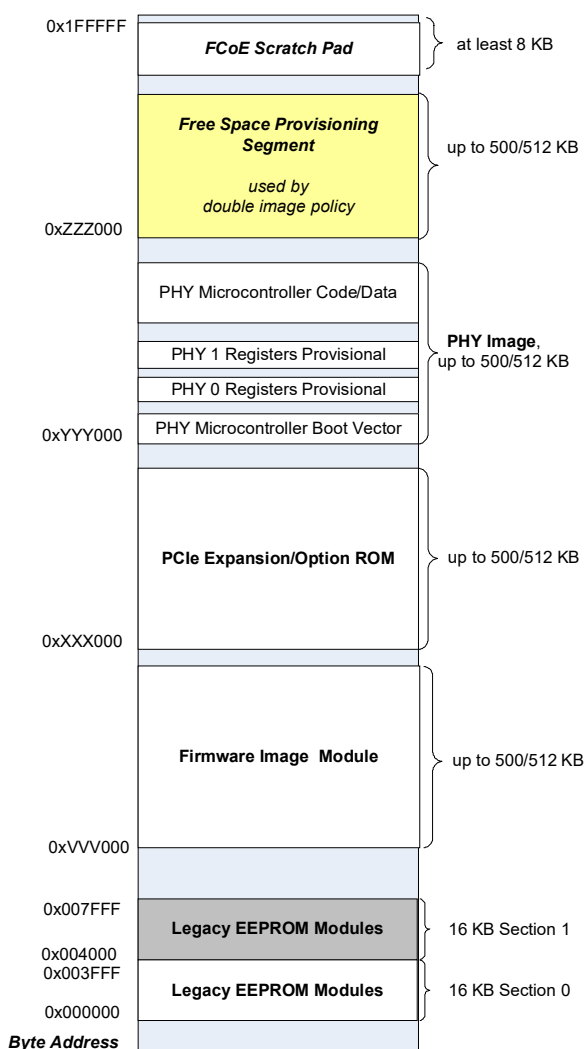 0x1FFFFF
FCoE Scratch Pad
at least 8 KB
Free Space Provisioning
Segment
used by
double image policy
up to 500/512 KB
0xZZZ000
PHY Microcontroller Code/Data
PHY 1 Registers Provisional
PHY 0 Registers Provisional
PHY Microcontroller Boot Vector
PHY Image,
up to 500/512 KB
0xYYY000
PCIe Expansion/Option ROM
up to 500/512 KB
0xXXX000
Firmware Image Module
up to 500/512 KB
0xVVV000
0x007FFF
Legacy EEPROM Modules
16 KB Section 1
0x004000
0x003FFF
Legacy EEPROM Modules
16 KB Section 0
0x000000
Byte Address